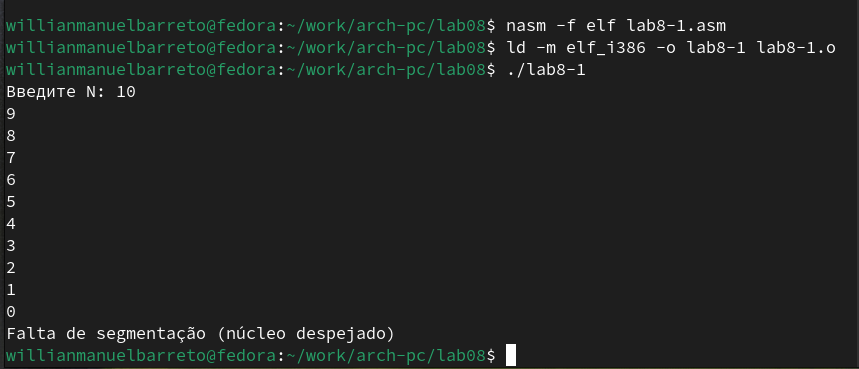 willianmanuelbarreto@fedora:~/work/arch-pc/lab08$ nasm -f elf lab8-1.asm
willianmanuelbarreto@fedora:~/work/arch-pc/lab08$ ld -m elf_i386 -o lab8-1 lab8-1.o
willianmanuelbarreto@fedora:~/work/arch-pc/lab08$ ./lab8-1
Введите N: 10
9
8
7
6
5
4
3
2
1
0
Falta de segmentação (núcleo despejado)
willianmanuelbarreto@fedora:~/work/arch-pc/lab08$